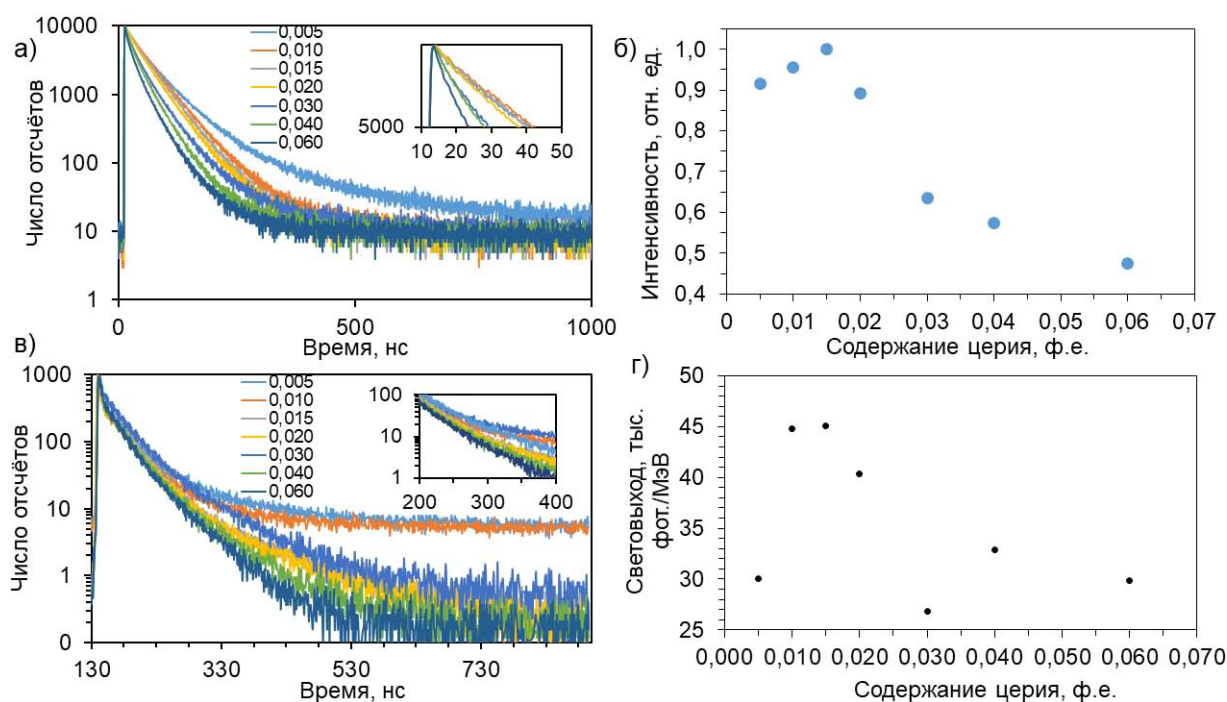 а)
Число отсчётов
10000
1000
100
10
1
0,005
0,010
0,015
0,020
0,030
0,040
0,060
5000
10 20 30 40 50
0 500 1000
Время, нс
б)
Интенсивность, отн. ед.
1,0
0,9
0,8
0,7
0,6
0,5
0,4
0 0,01 0,02 0,03 0,04 0,05 0,06 0,07
Содержание церия, ф.е.
в)
Число отсчётов
1000
100
10
1
0
0,005
0,010
0,015
0,020
0,030
0,040
0,060
100
10
1
200 300 400
130 330 530 730
Время, нс
г)
Световыход, тыс.
фот./МэВ
50
45
40
35
30
25
0,000 0,010 0,020 0,030 0,040 0,050 0,060 0,070
Содержание церия, ф.е.